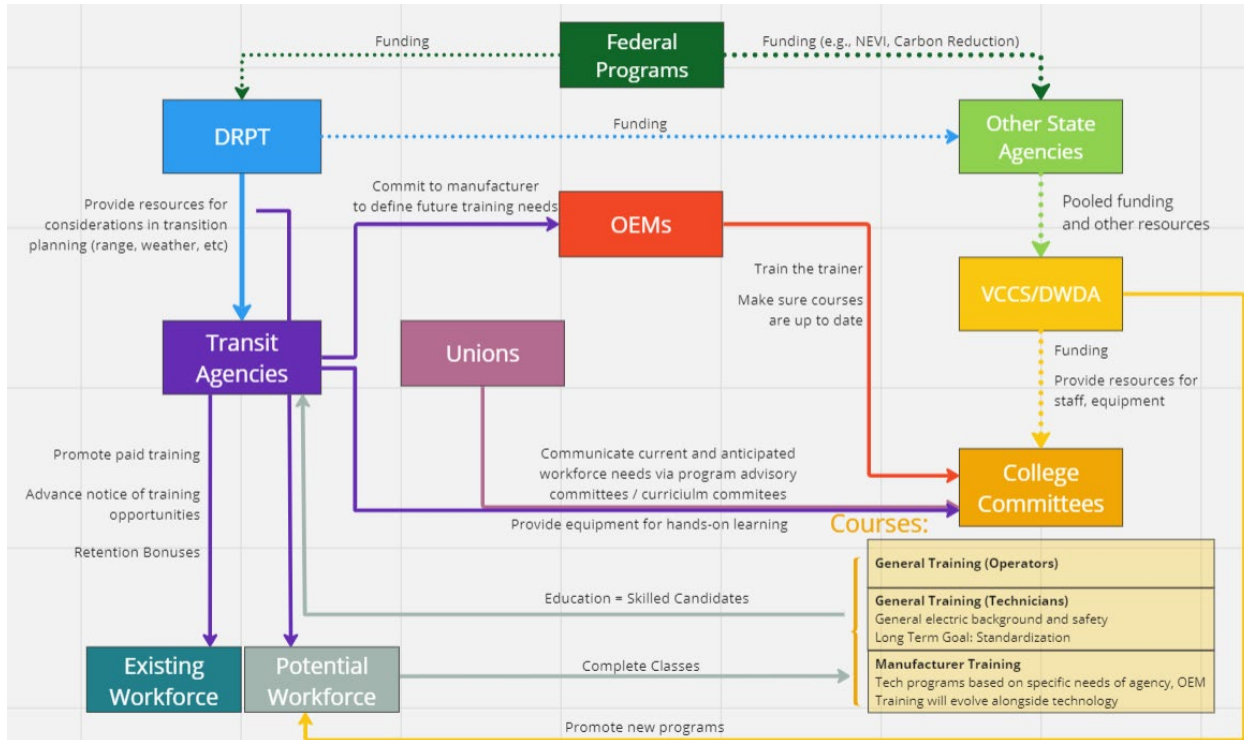 Funding
Federal
Programs
Funding (e.g., NEVI, Carbon Reduction)
DRPT
Funding
Other State
Agencies
Provide resources for
considerations in transition
planning (range, weather, etc)
Commit to manufacturer
to define future training needs
OEMs
Pooled funding
and other resources
Train the trainer
Make sure courses
are up to date
VCCS/DWDA
Transit
Agencies
Unions
Funding
Provide resources for
staff, equipment
Promote paid training
Advance notice of training
opportunities
Retention Bonuses
Communicate current and anticipated
workforce needs via program advisory
committees / curriciulm commitees
Provide equipment for hands-on learning
College
Committees
Courses:
General Training (Operators)
Education = Skilled Candidates
General Training (Technicians)
General electric background and safety
Long Term Goal: Standardization
Existing
Workforce
Potential
Workforce
Complete Classes
Manufacturer Training
Tech programs based on specific needs of agency, OEM
Training will evolve alongside technology
Promote new programs